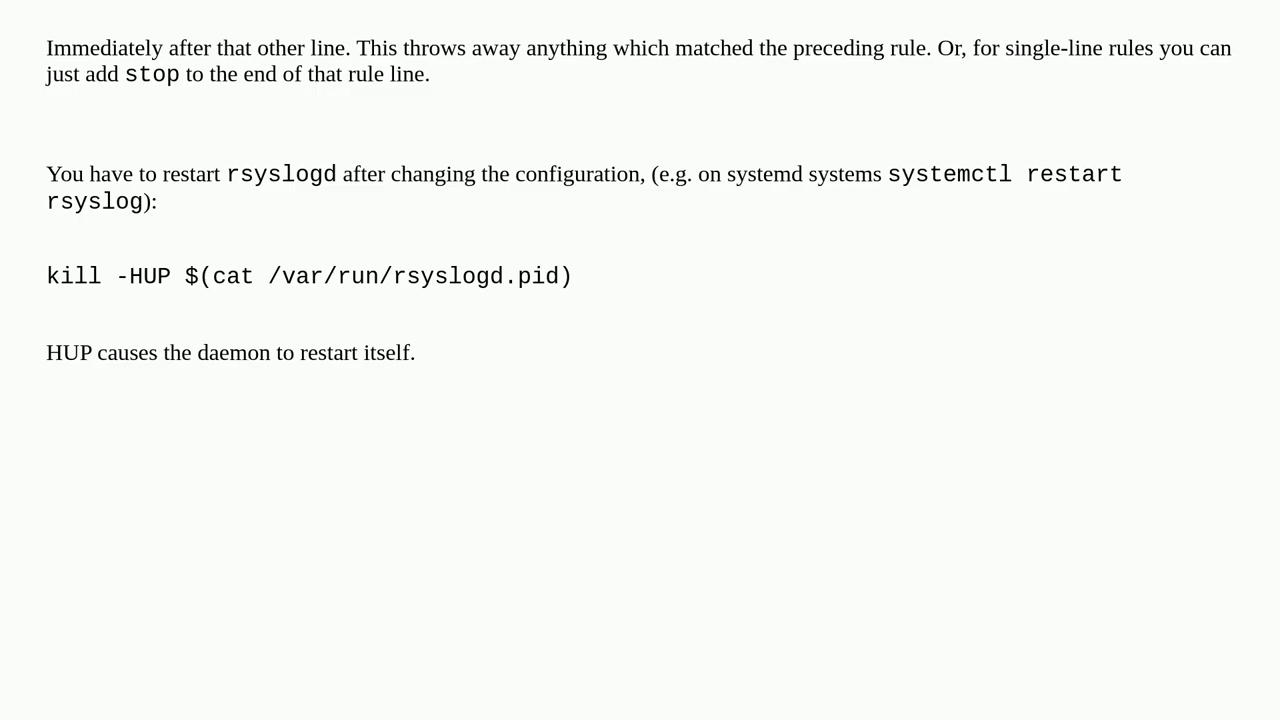 Immediately after that other line. This throws away anything which matched the preceding rule. Or, for single-line rules you can
just add stop to the end of that rule line.
You have to restart rsyslogd after changing the configuration, (e.g. on systemd systems systemctl restart
rsyslog):
kill -HUP $(cat /var/run/rsyslogd.pid)
HUP causes the daemon to restart itself.